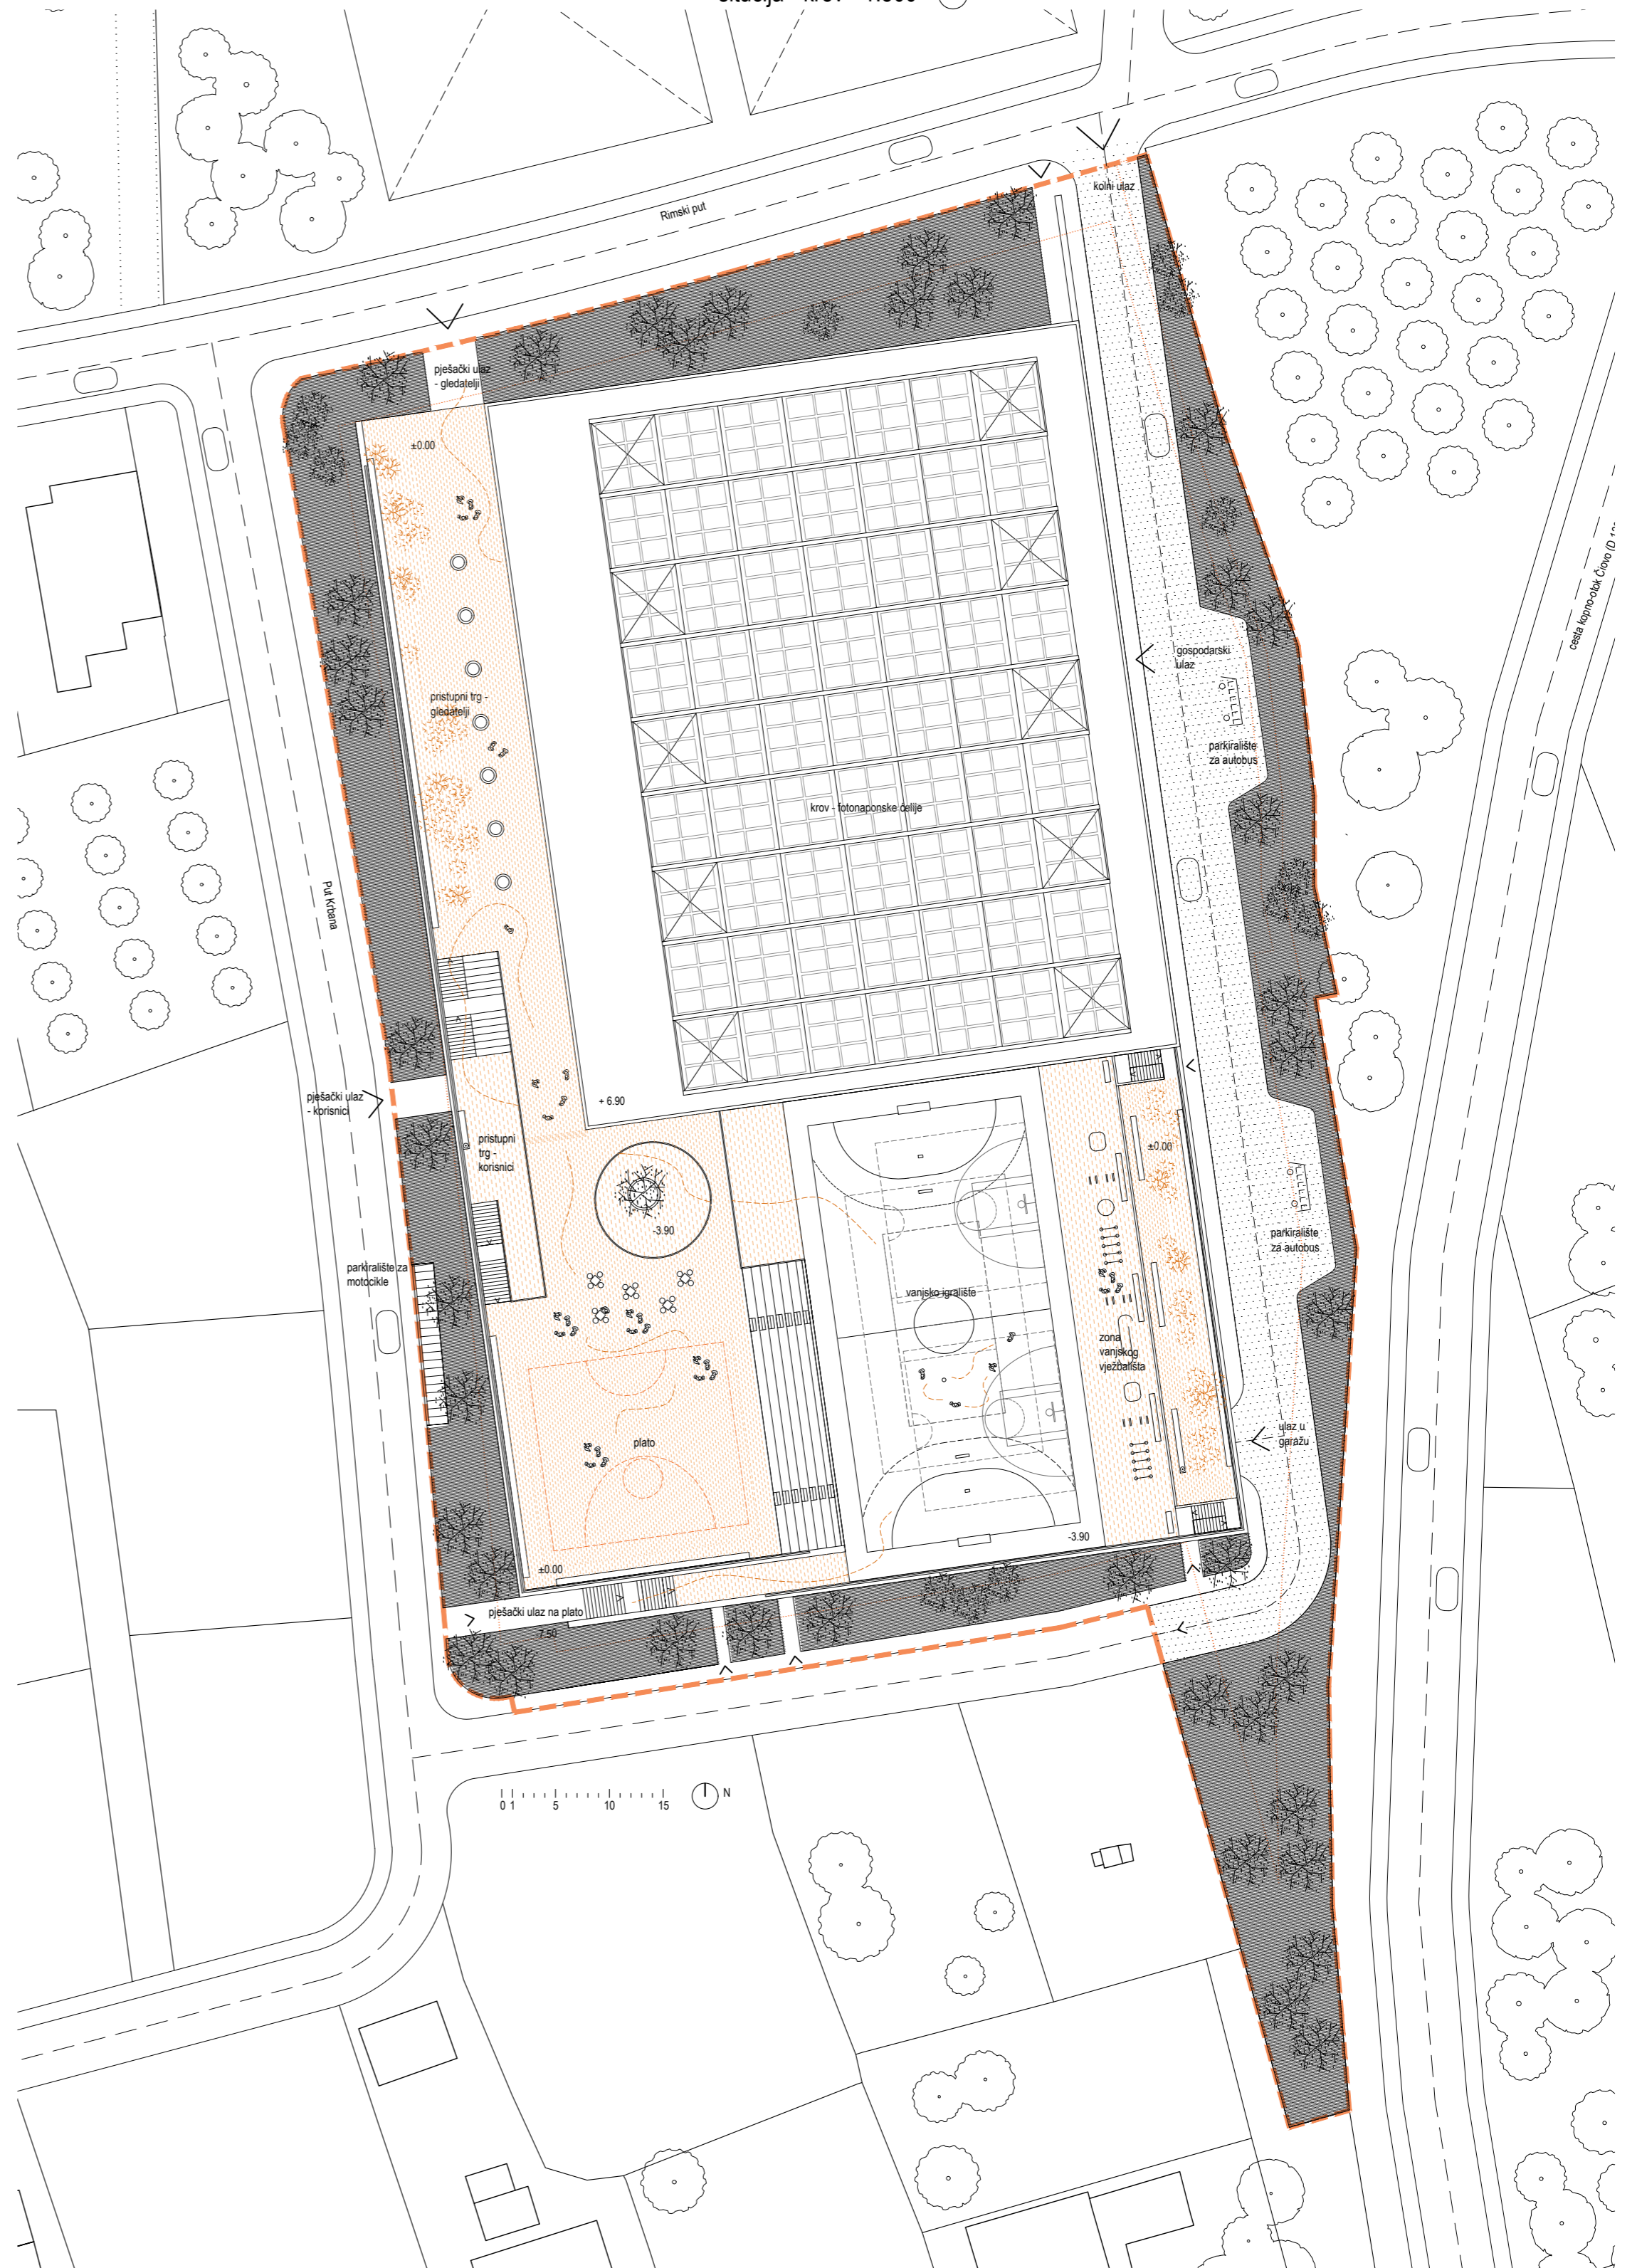 kolni ulaz
Rimski put
pješački ulaz
- gledatelji
±0.00
cesta kopno-otok Čiovo (D
gospodarski
ulaz
pristupni trg -
gledatelji
parkiralište
za autobus
krov - fotonaponske ćelije
Put Krbana
pješački ulaz
- korisnici
+ 6.90
pristupni
trg -
korisnici
±0.00
-3.90
parkiralište
za autobus
parkiralište za
motocikle
vanjsko igralište
zona
vanjskog
vježbališta
ulaz u
garažu
plato
-3.90
±0.00
pješački ulaz na plato
-7.50
0 1 5 10 15 N